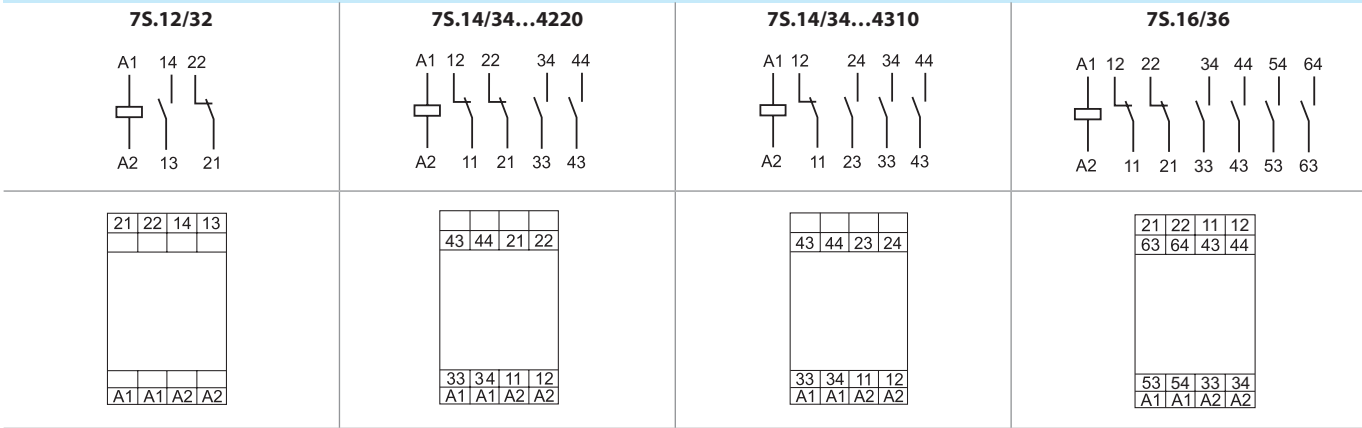 7S.12/32
A1 14 22
A2 13 21
21 22 14 13
A1 A1 A2 A2
7S.14/34...4220
A1 12 22 34 44
A2 11 21 33 43
43 44 21 22
33 34 11 12
A1 A1 A2 A2
7S.14/34...4310
A1 12 24 34 44
A2 11 23 33 43
43 44 23 24
33 34 11 12
A1 A1 A2 A2
7S.16/36
A1 12 22 34 44 54 64
A2 11 21 33 43 53 63
21 22 11 12
63 64 43 44
53 54 33 34
A1 A1 A2 A2